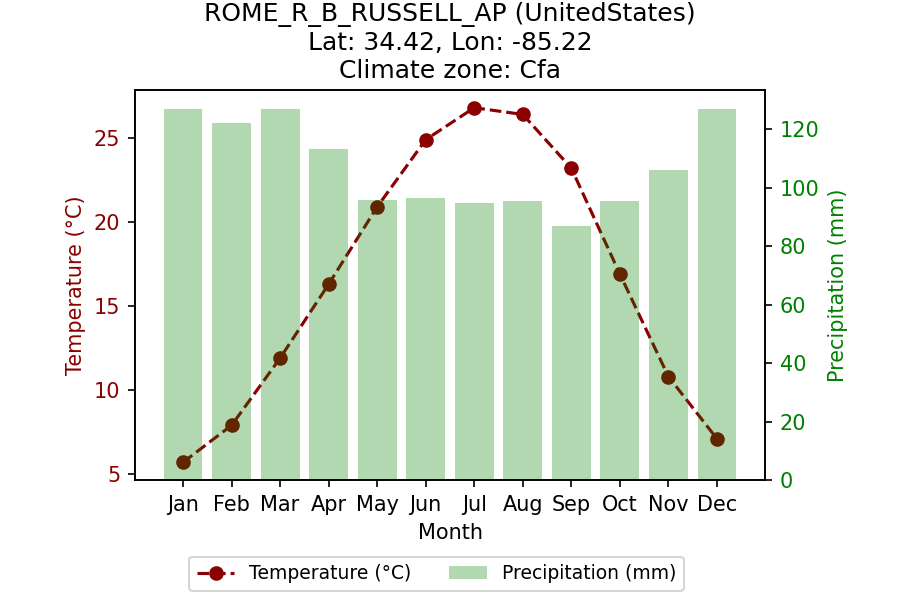 ROME_R_B_RUSSELL_AP (UnitedStates)
Lat: 34.42, Lon: -85.22
Climate zone: Cfa
Temperature (°C)
25
20
15
10
5
120
100
80
60
40
20
0
Precipitation (mm)
Jan Feb Mar Apr May Jun Jul Aug Sep Oct Nov Dec
Month
Temperature (°C) Precipitation (mm)